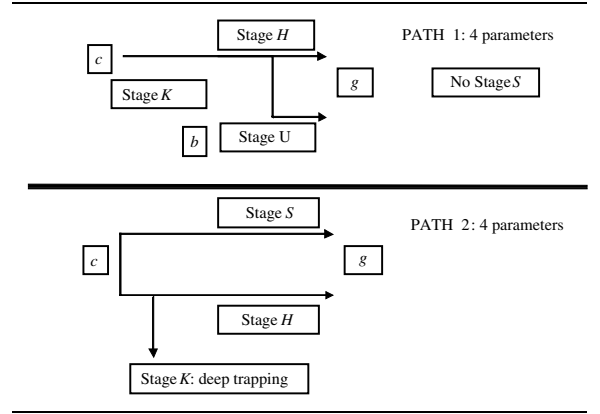 Stage H
PATH 1: 4 parameters
c
g
No Stage S
Stage K
b
Stage U
Stage S
PATH 2: 4 parameters
c
g
Stage H
Stage K: deep trapping